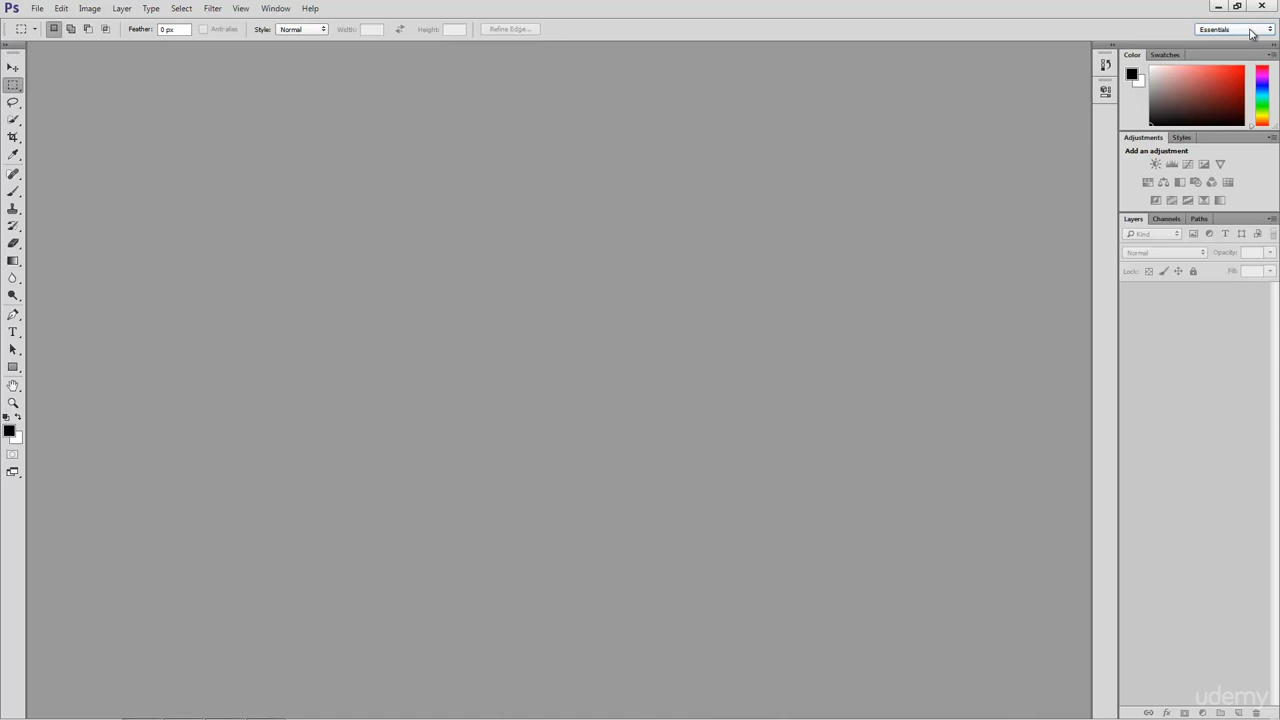 Ps File Edit Image Layer Type Select Filter View Window Help
Feather: 0 px Anti-alias Style: Normal Width: Height: Refine Edge... Essentials
Color Swatches
Adjustments Styles
Add an adjustment
Layers Channels Paths
Kind T
Normal Opacity:
Lock: Fill:
T
fx
udemy